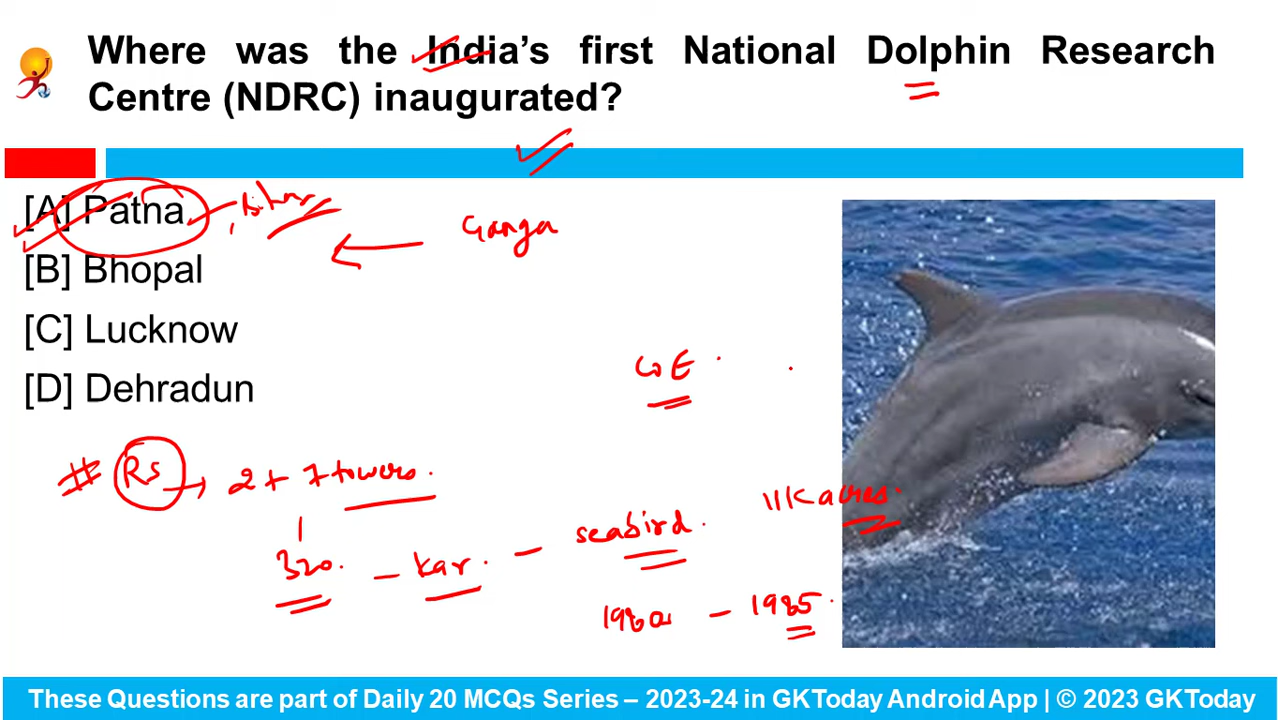 Where was the India's first National Dolphin Research
Centre (NDRC) inaugurated?
[A] Patna , Bihar
Ganga
[B] Bhopal
[C] Lucknow
WE
[D] Dehradun
# Rs → 2 + 7 towers.
11K acres.
320. - Kar. - seabird.
1980 - 1985.
These Questions are part of Daily 20 MCQs Series – 2023-24 in GKToday Android App | © 2023 GKToday